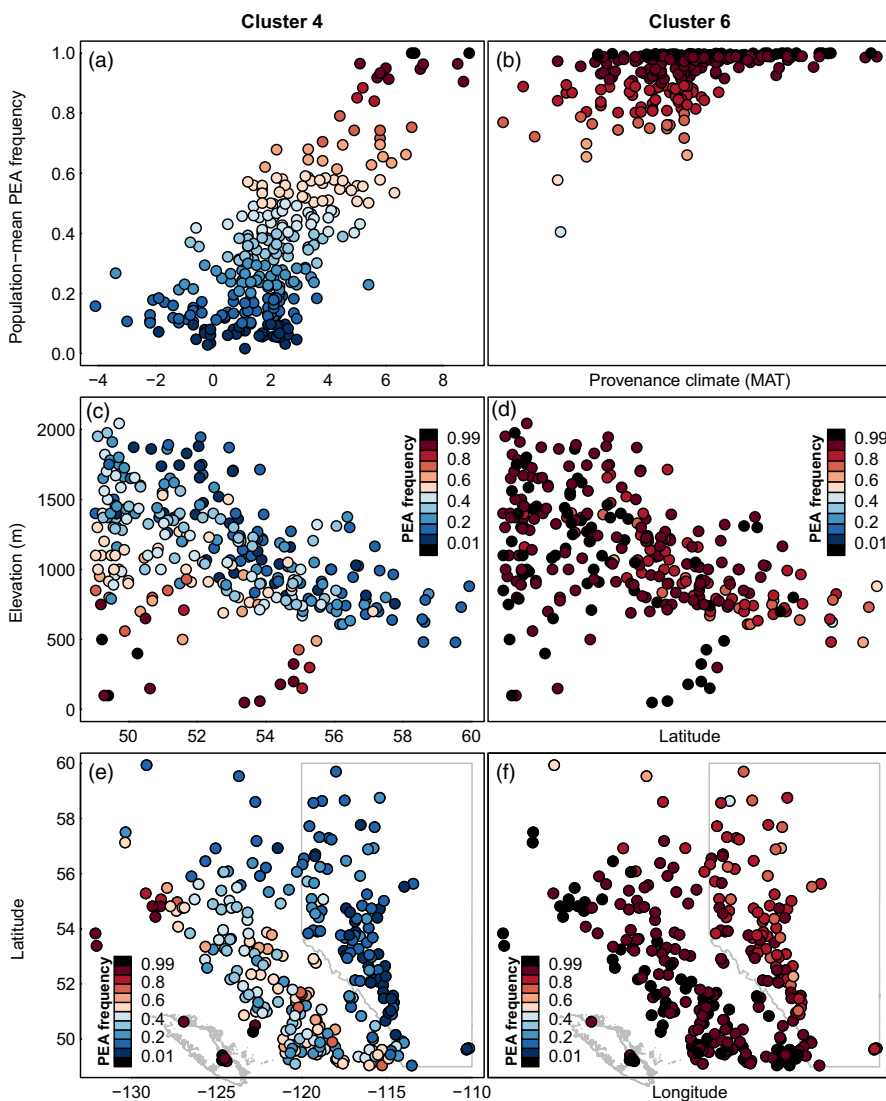 Cluster 4
Cluster 6
(a)
(b)
Population−mean PEA frequency
1.0
0.8
0.6
0.4
0.2
0.0
−4 −2 0 2 4 6 8
Provenance climate (MAT)
(c)
(d)
Elevation (m)
2000
1500
1000
500
0
PEA frequency
0.99
0.8
0.6
0.4
0.2
0.01
PEA frequency
0.99
0.8
0.6
0.4
0.2
0.01
50 52 54 56 58 60
Latitude
(e)
(f)
Latitude
60
58
56
54
52
50
PEA frequency
0.99
0.8
0.6
0.4
0.2
0.01
PEA frequency
0.99
0.8
0.6
0.4
0.2
0.01
−130 −125 −120 −115 −110
Longitude